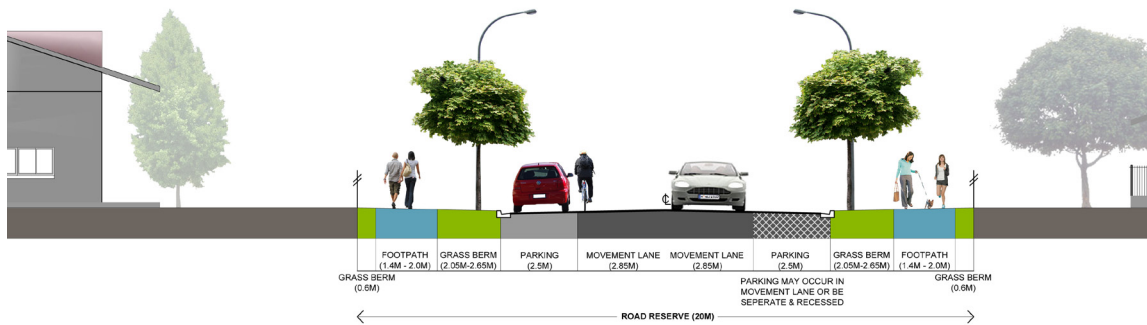 FOOTPATH
(1.4M - 2.0M)
GRASS BERM
(2.05M-2.65M)
PARKING
(2.5M)
MOVEMENT LANE
(2.85M)
MOVEMENT LANE
(2.85M)
PARKING
(2.5M)
GRASS BERM
(2.05M-2.65M)
FOOTPATH
(1.4M - 2.0M)
GRASS BERM
(0.6M)
PARKING MAY OCCUR IN
MOVEMENT LANE OR BE
SEPERATE & RECESSED
GRASS BERM
(0.6M)
ROAD RESERVE (20M)